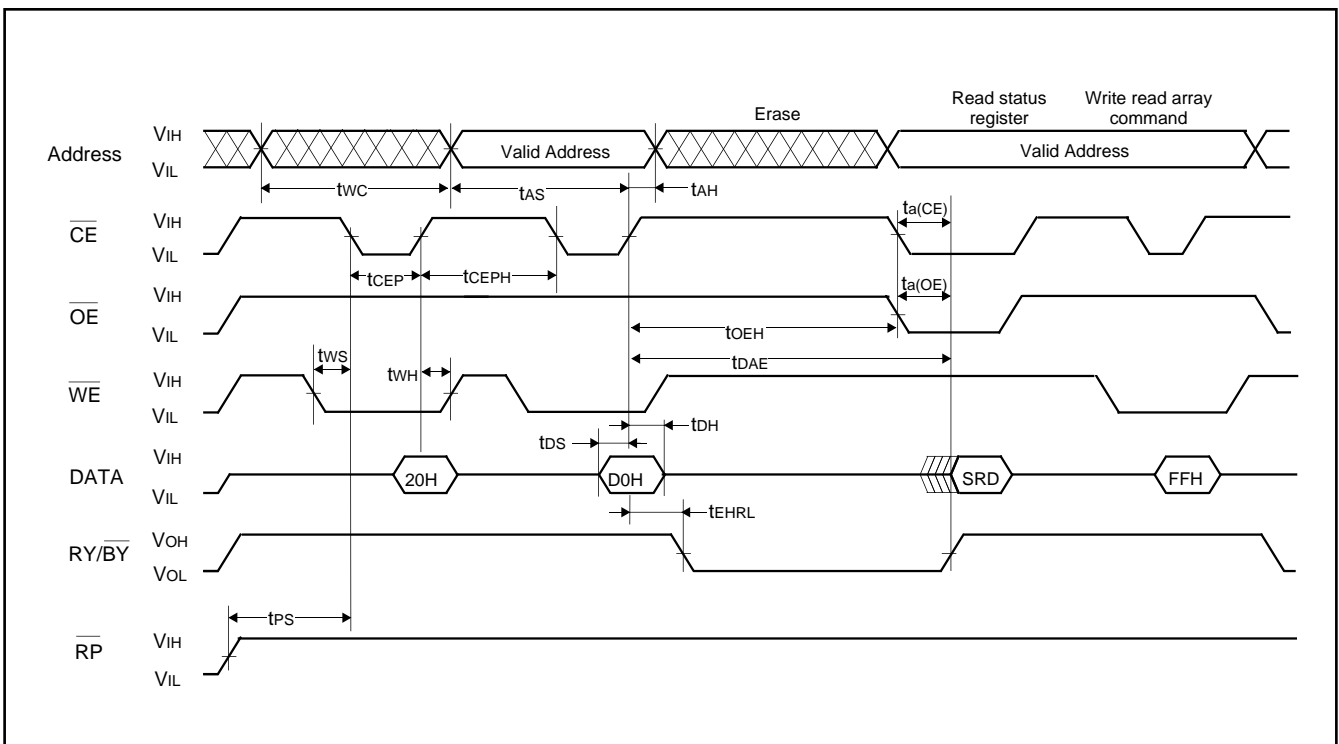 Erase
Read status
register
Write read array
command
Address
VIH
VIL
Valid Address
Valid Address
tWC
tAS
tAH
CE
VIH
VIL
tCEP
tCEPH
ta(CE)
OE
VIH
VIL
ta(OE)
tOEH
tDAE
WE
VIH
VIL
tWS
tWH
tDS
tDH
DATA
VIH
VIL
20H
D0H
SRD
FFH
tEHRL
RY/BY
VOH
VOL
tPS
RP
VIH
VIL